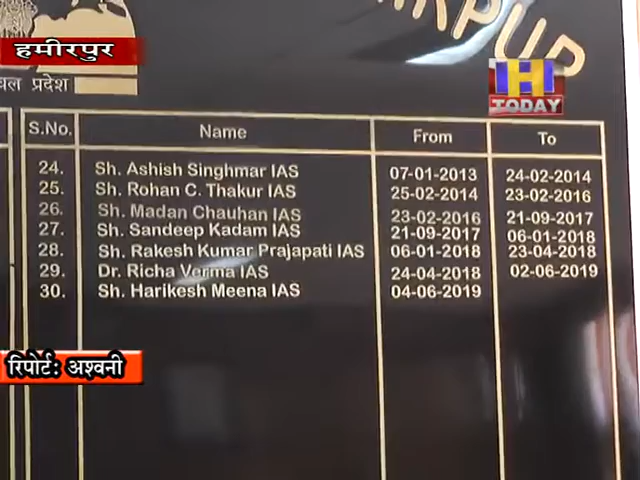 IRPUR
हमीरपुर
चल प्रदेश
H
TODAY
S.No. Name From To
24. Sh. Ashish Singhmar IAS 07-01-2013 24-02-2014
25. Sh. Rohan C. Thakur IAS 25-02-2014 23-02-2016
26. Sh. Madan Chauhan IAS 23-02-2016 21-09-2017
27. Sh. Sandeep Kadam IAS 21-09-2017 06-01-2018
28. Sh. Rakesh Kumar Prajapati IAS 06-01-2018 23-04-2018
29. Dr. Richa Verma IAS 24-04-2018 02-06-2019
30. Sh. Harikesh Meena IAS 04-06-2019
रिपोर्ट: अश्वनी